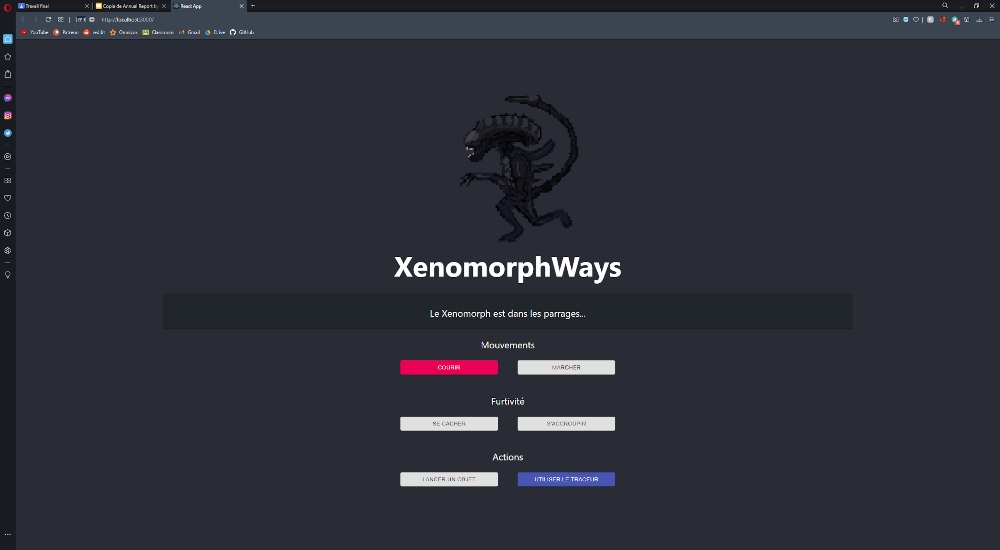 Travail final
Copie de Annual Report by
React App
VPN
http://localhost:3000/
a
5
YouTube
Patreon
reddit
Omnivox
Classroom
Gmail
Drive
GitHub
XenomorphWays
Le Xenomorph est dans les parrages...
Mouvements
COURIR
MARCHER
Furtivité
SE CACHER
S'ACCROUPIR
Actions
LANCER UN OBJET
UTILISER LE TRACEUR